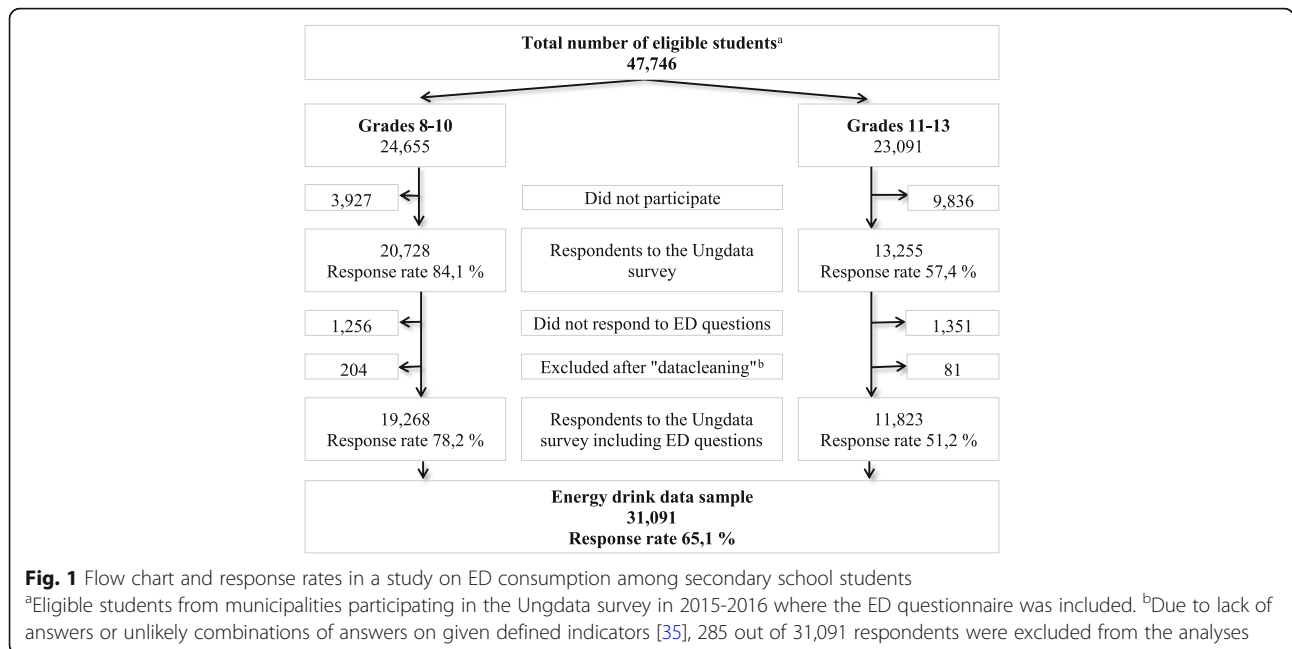 Total number of eligible studentsᵃ
47,746
Grades 8-10
24,655
Grades 11-13
23,091
3,927
Did not participate
9,836
20,728
Response rate 84,1 %
Respondents to the Ungdata
survey
13,255
Response rate 57,4 %
1,256
Did not respond to ED questions
1,351
204
Excluded after "datacleaning"ᵇ
81
19,268
Response rate 78,2 %
Respondents to the Ungdata
survey including ED questions
11,823
Response rate 51,2 %
Energy drink data sample
31,091
Response rate 65,1 %
Fig. 1 Flow chart and response rates in a study on ED consumption among secondary school students
ᵃEligible students from municipalities participating in the Ungdata survey in 2015-2016 where the ED questionnaire was included. ᵇDue to lack of
answers or unlikely combinations of answers on given defined indicators [35], 285 out of 31,091 respondents were excluded from the analyses